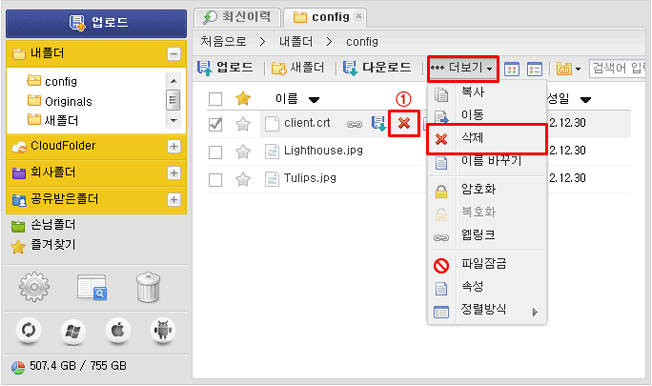 업로드
내폴더
config
Originals
새폴더
CloudFolder
회사폴더
공유받은폴더
손님폴더
즐겨찾기
507.4 GB / 755 GB
최신이력
config
처음으로 > 내폴더 > config
업로드 새폴더 다운로드 ••• 더보기 검색어 입력
이름
성일
①
client.crt 2.12.30
Lighthouse.jpg 2.12.30
Tulips.jpg 2.12.30
복사
이동
삭제
이름 바꾸기
암호화
복호화
웹링크
파일잠금
속성
정렬방식